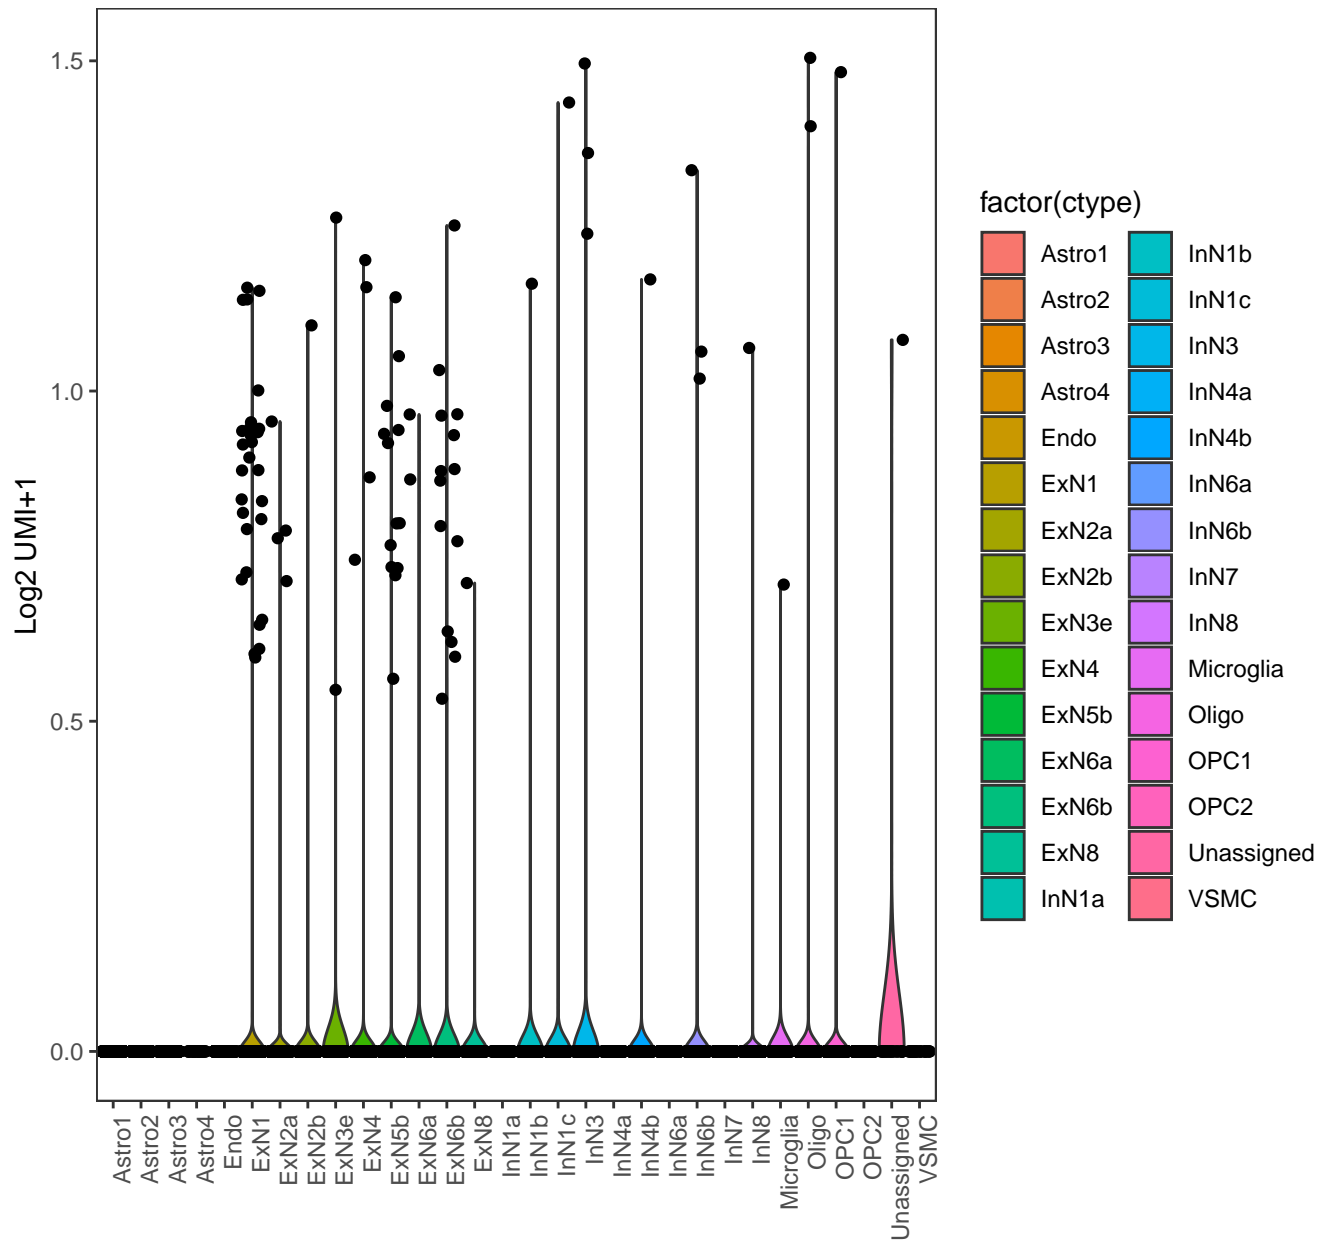 1.5
1.0
0.5
0.0
Log2 UMI+1
Astro1
Astro2
Astro3
Astro4
Endo
ExN1
ExN2a
ExN2b
ExN3e
ExN4
ExN5b
ExN6a
ExN6b
ExN8
InN1a
InN1b
InN1c
InN3
InN4a
InN4b
InN6a
InN6b
InN7
InN8
Microglia
Oligo
OPC1
OPC2
Unassigned
VSMC
factor(ctype)
Astro1
Astro2
Astro3
Astro4
Endo
ExN1
ExN2a
ExN2b
ExN3e
ExN4
ExN5b
ExN6a
ExN6b
ExN8
InN1a
InN1b
InN1c
InN3
InN4a
InN4b
InN6a
InN6b
InN7
InN8
Microglia
Oligo
OPC1
OPC2
Unassigned
VSMC